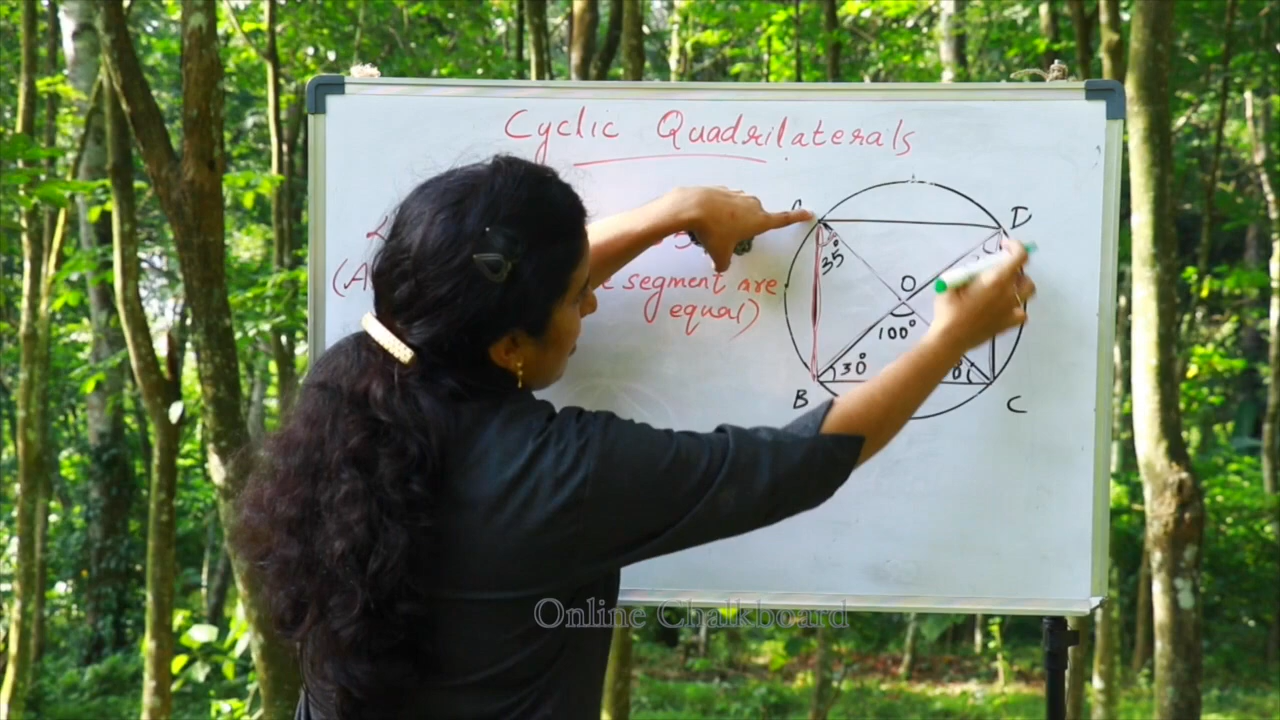 Cyclic Quadrilaterals
segment are
equal)
D
35°
O
100°
30°
B
C
Online Chalkboard